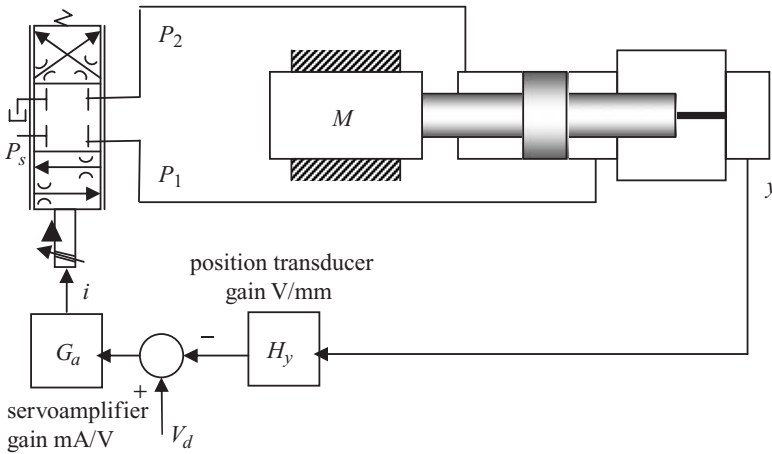 P2
M
Ps
P1
y
position transducer
gain V/mm
i
−
Ga
Hy
+
servoamplifier
gain mA/V
Vd